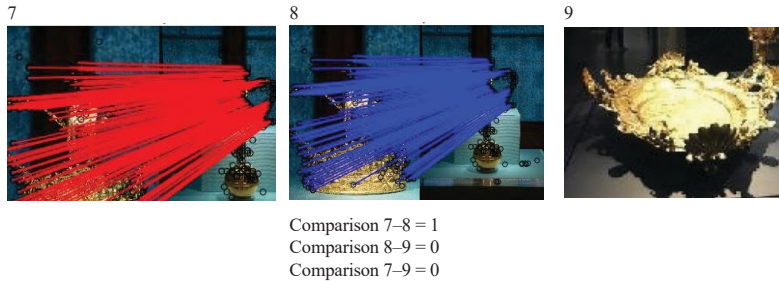 7
8
9
Comparison 7–8 = 1
Comparison 8–9 = 0
Comparison 7–9 = 0